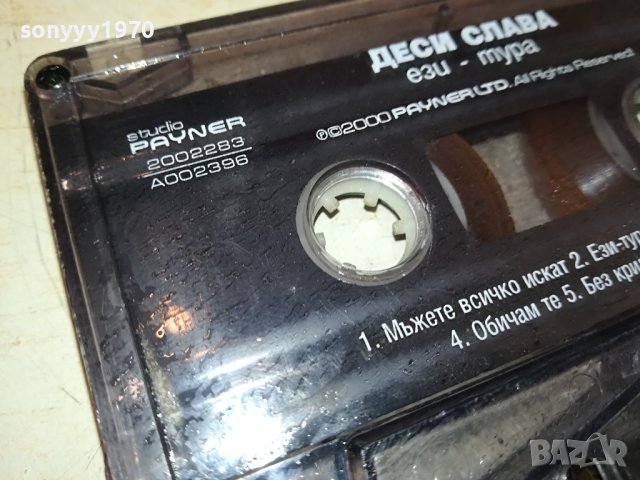 sonyyy1970
ДЕСИ СЛАВА
ези - тура
studio
PAYNER
2002283
A002396
℗©2000 PAYNER LTD. All Rights Reserved
1. Мъжете всичко искат 2. Ези-тур
4. Обичам те 5. Без кри
BAZAR